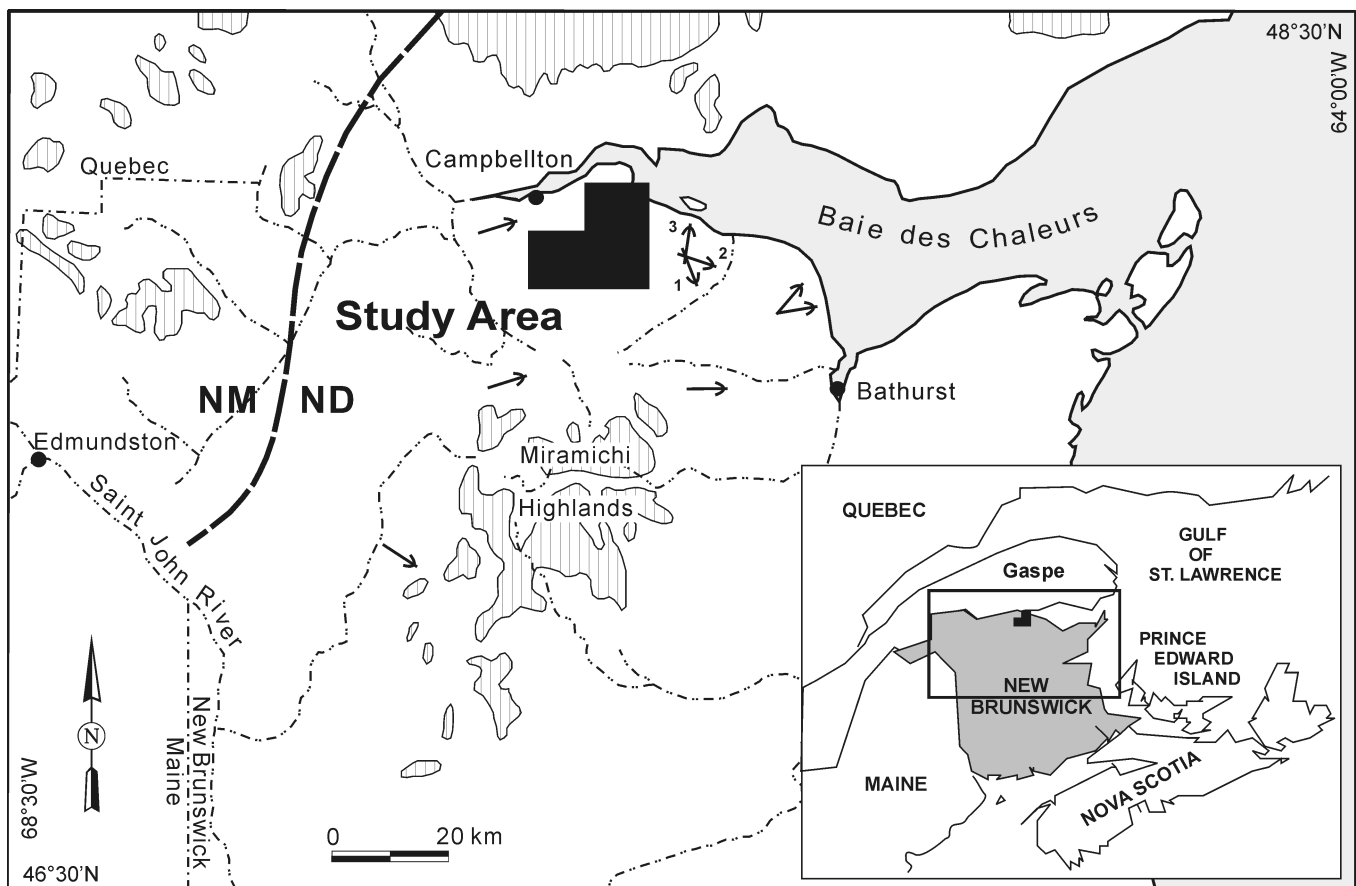 48°30'N
64°00'W
Campbellton
Quebec
Baie des Chaleurs
3
2
1
Study Area
NM
ND
Bathurst
Edmundston
Miramichi
Highlands
Saint John River
N
New Brunswick
Maine
68°30'W
46°30'N
0 20 km
QUEBEC
GULF
OF
ST. LAWRENCE
Gaspe
PRINCE
EDWARD
ISLAND
NEW
BRUNSWICK
MAINE
NOVA SCOTIA